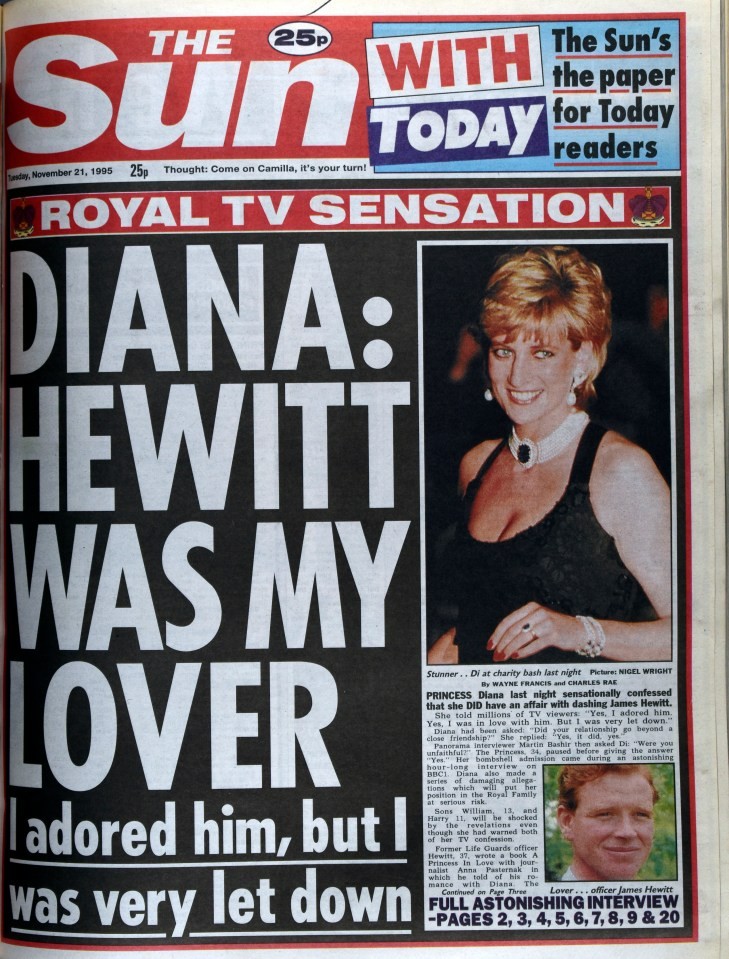 THE
Sun
25p
WITH
TODAY
The Sun's
the paper
for Today
readers
Tuesday, November 21, 1995 25p Thought: Come on Camilla, it's your turn!
ROYAL TV SENSATION
DIANA:
HEWITT
WAS MY
LOVER
I adored him, but I
was very let down
Stunner . . Di at charity bash last night Picture: NIGEL WRIGHT
By WAYNE FRANCIS and CHARLES RAE
PRINCESS Diana last night sensationally confessed
that she DID have an affair with dashing James Hewitt.
She told millions of TV viewers: "Yes, I adored him.
Yes, I was in love with him. But I was very let down."
Diana had been asked: "Did your relationship go beyond a
close friendship?" She replied: "Yes, it did, yes."
Panorama interviewer Martin Bashir then asked Di: "Were you
unfaithful?" The Princess, 34, paused before giving the answer
"Yes." Her bombshell admission came during an astonishing
hour-long interview on
BBC1. Diana also made a
series of damaging allega-
tions which will put her
position in the Royal Family
at serious risk.
Sons William, 13, and
Harry 11, will be shocked
by the revelations even
though she had warned both
of her TV confession.
Former Life Guards officer
Hewitt, 37, wrote a book A
Princess In Love with jour-
nalist Anna Pasternak in
which he told of his ro-
mance with Diana. The
Continued on Page Three
Lover . . . officer James Hewitt
FULL ASTONISHING INTERVIEW
-PAGES 2, 3, 4, 5, 6, 7, 8, 9 & 20